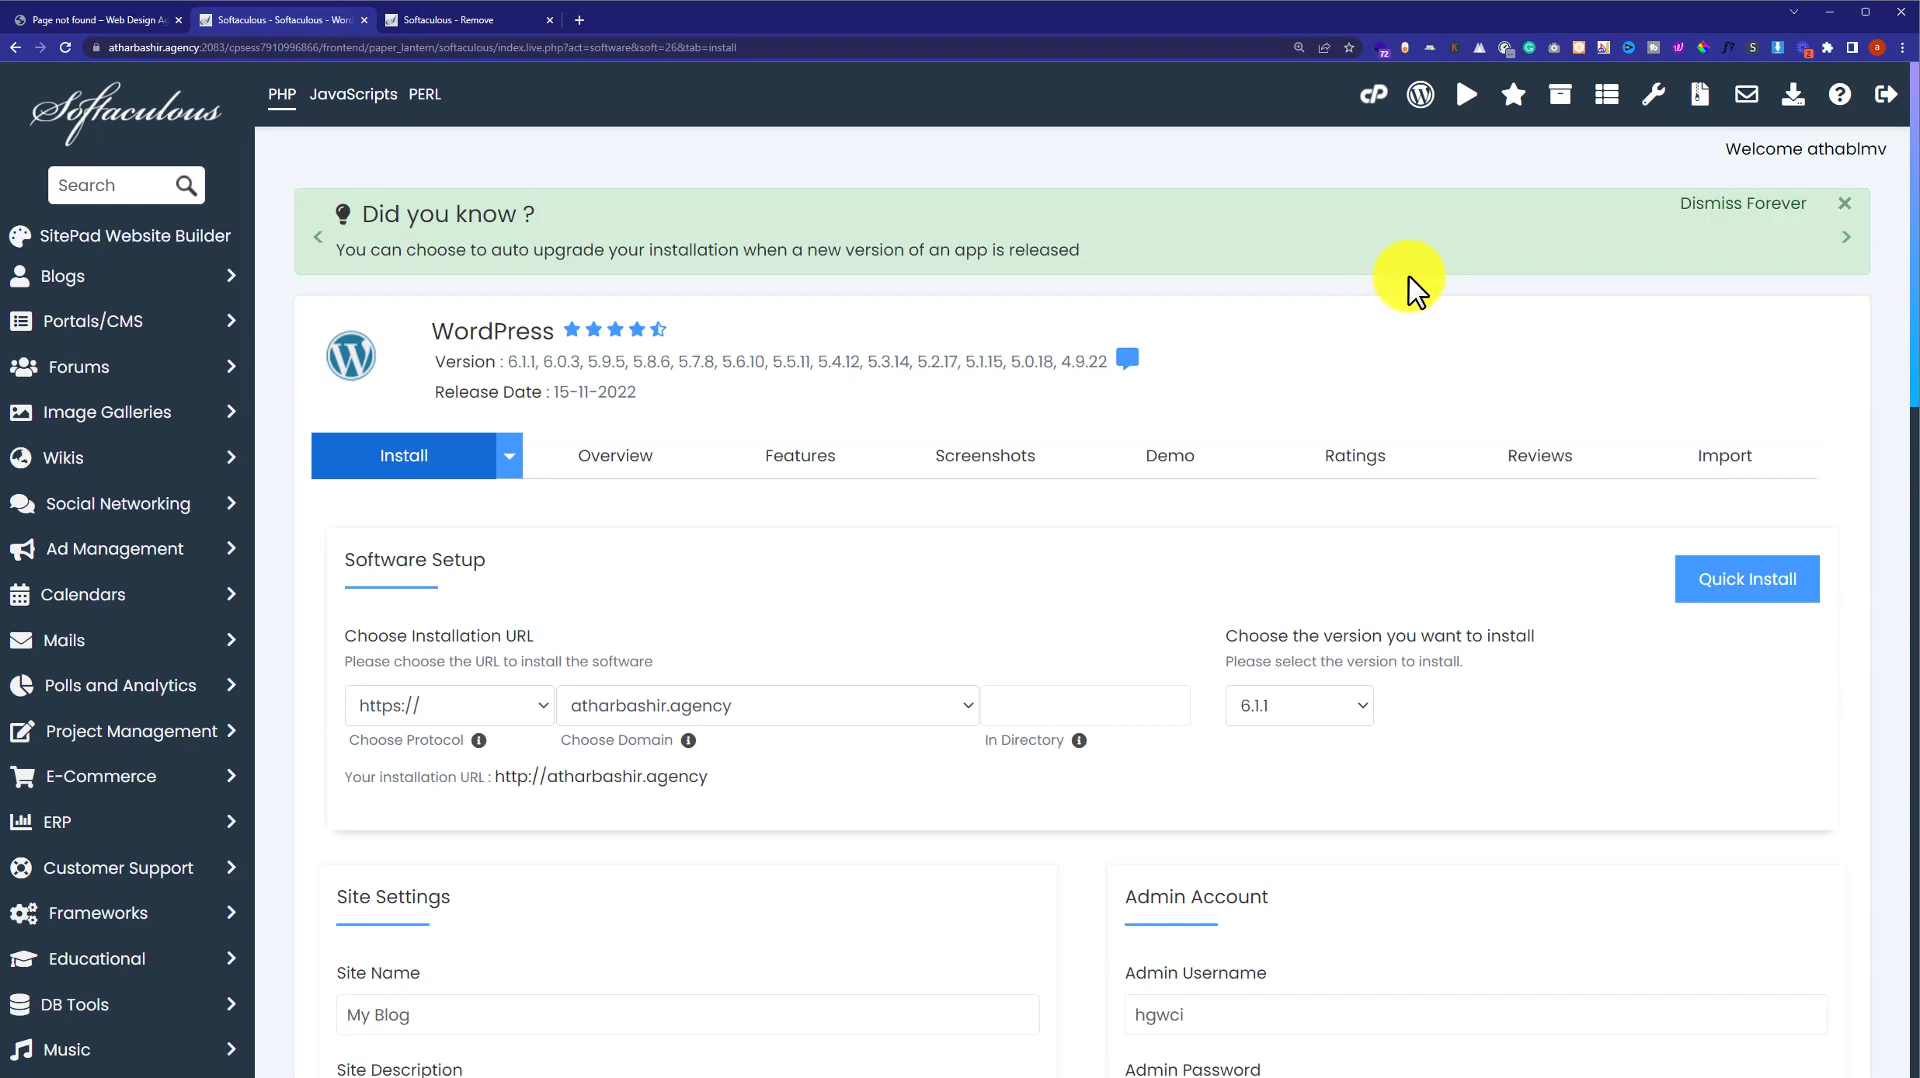 Page not found – Web Design Ag
Softaculous - Softaculous - Word
Softaculous - Remove
atharbashir.agency:2083/cpsess7910996866/frontend/paper_lantern/softaculous/index.live.php?act=software&soft=26&tab=install
Softaculous
PHP JavaScripts PERL
Welcome athablmv
Search
SitePad Website Builder
Blogs
Portals/CMS
Forums
Image Galleries
Wikis
Social Networking
Ad Management
Calendars
Mails
Polls and Analytics
Project Management
E-Commerce
ERP
Customer Support
Frameworks
Educational
DB Tools
Music
Did you know ?
Dismiss Forever
You can choose to auto upgrade your installation when a new version of an app is released
WordPress
Version : 6.1.1, 6.0.3, 5.9.5, 5.8.6, 5.7.8, 5.6.10, 5.5.11, 5.4.12, 5.3.14, 5.2.17, 5.1.15, 5.0.18, 4.9.22
Release Date : 15-11-2022
Install Overview Features Screenshots Demo Ratings Reviews Import
Software Setup
Quick Install
Choose Installation URL
Please choose the URL to install the software
https:// atharbashir.agency
Choose Protocol Choose Domain In Directory
Your installation URL : http://atharbashir.agency
Choose the version you want to install
Please select the version to install.
6.1.1
Site Settings
Site Name
My Blog
Site Description
Admin Account
Admin Username
hgwci
Admin Password